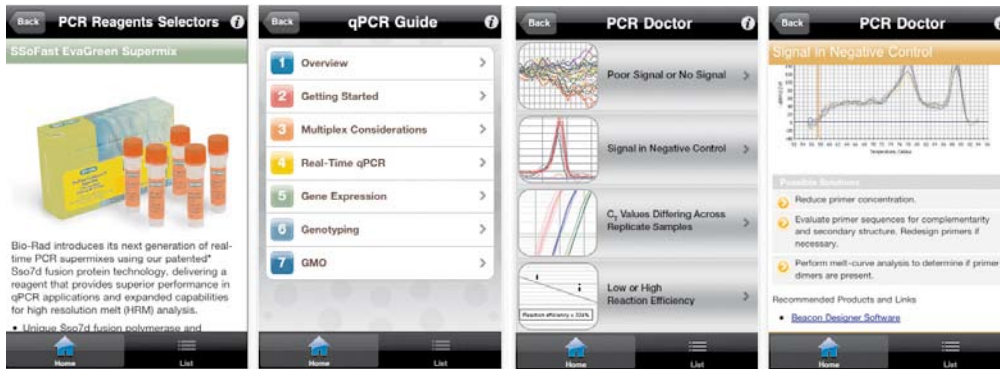 Back PCR Reagents Selectors i
SSoFast EvaGreen Supermix
BIO-RAD
Bio-Rad introduces its next generation of real-
time PCR supermixes using our patented*
Sso7d fusion protein technology, delivering a
reagent that provides superior performance in
qPCR applications and expanded capabilities
for high resolution melt (HRM) analysis.
• Unique Sso7d fusion polymerase and
Home List
Back qPCR Guide i
1 Overview
2 Getting Started
3 Multiplex Considerations
4 Real-Time qPCR
5 Gene Expression
6 Genotyping
7 GMO
Home List
Back PCR Doctor i
Poor Signal or No Signal
Signal in Negative Control
CT Values Differing Across
Replicate Samples
Low or High
Reaction Efficiency
Home List
Back PCR Doctor
Signal in Negative Control
Temperature, Celsius
Possible Solutions
Reduce primer concentration.
Evaluate primer sequences for complementarity
and secondary structure. Redesign primers if
necessary.
Perform melt-curve analysis to determine if primer
dimers are present.
Recommended Products and Links
• Beacon Designer Software
Home List